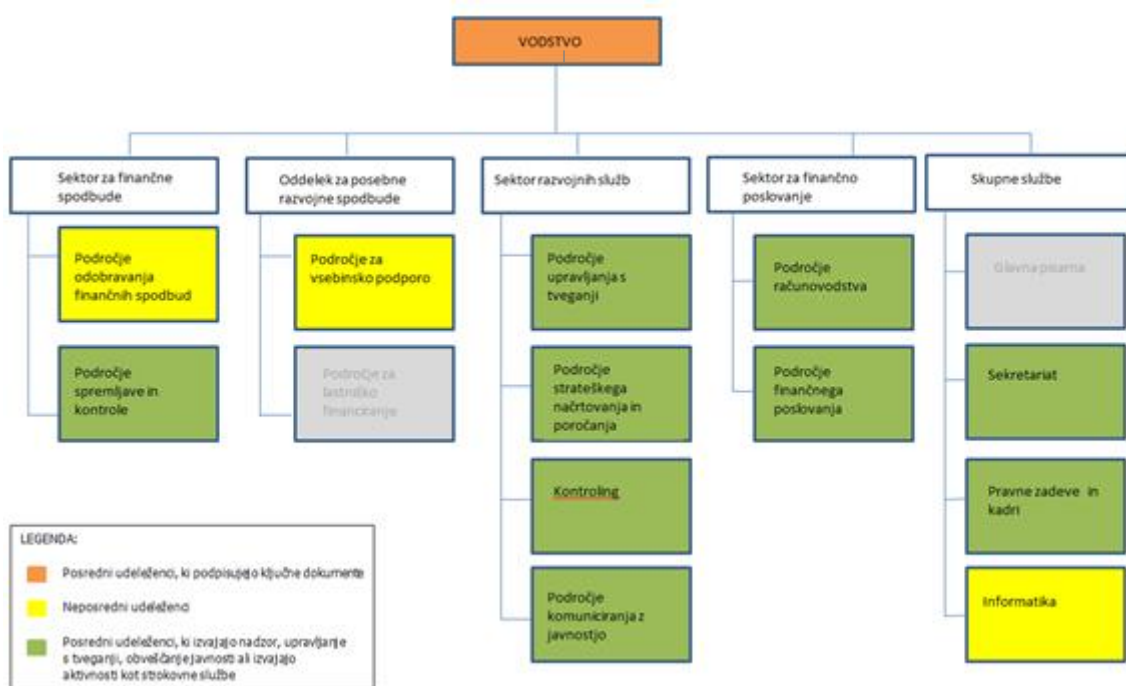 VODSTVO
Sektor za finančne
spodbude
Oddelek za posebne
razvojne spodbude
Sektor razvojnih služb
Sektor za finančno
poslovanje
Skupne službe
Področje
odobravanja
finančnih spodbud
Področje
spremljave in
kontrole
Področje za
vsebinsko podporo
Področje za
lastniško
financiranje
Področje
upravljanja s
tveganji
Področje
strateškega
načrtovanja in
poročanja
Kontroling
Področje
komuniciranja z
javnostjo
Področje
računovodstva
Področje
finančnega
poslovanja
Glavna pisarna
Sekretariat
Pravne zadeve in
kadri
Informatika
LEGENDA:
Posredni udeleženci, ki podpisujejo ključne dokumente
Neposredni udeleženci
Posredni udeleženci, ki izvajajo nadzor, upravljanje
s tveganji, obveščanje javnosti ali izvajajo
aktivnosti kot strokovne službe